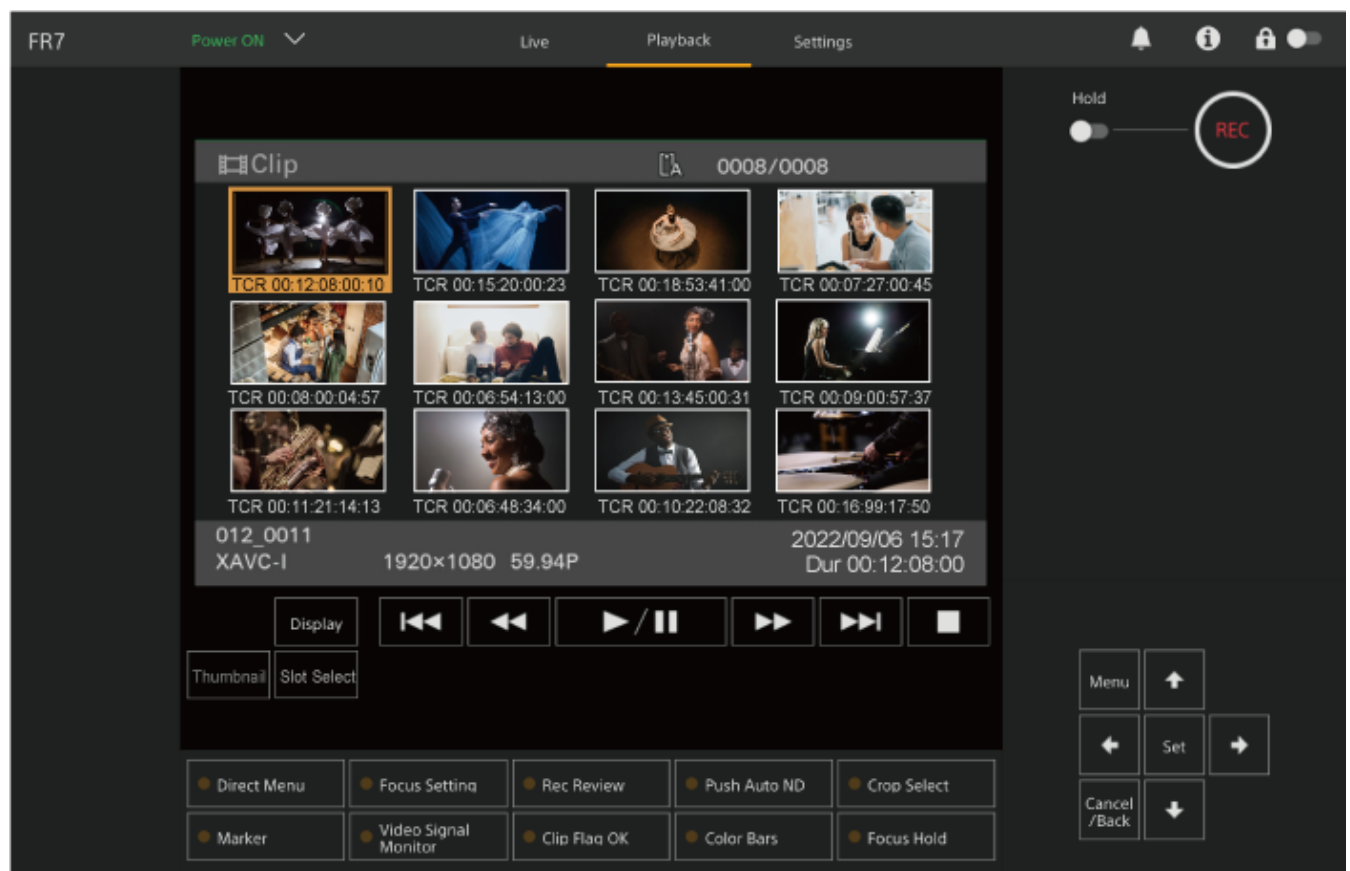 FR7 Power ON Live Playback Settings
Hold
REC
Clip A 0008/0008
TCR 00:12:08:00:10 TCR 00:15:20:00:23 TCR 00:18:53:41:00 TCR 00:07:27:00:45
TCR 00:08:00:04:57 TCR 00:06:54:13:00 TCR 00:13:45:00:31 TCR 00:09:00:57:37
TCR 00:11:21:14:13 TCR 00:06:48:34:00 TCR 00:10:22:08:32 TCR 00:16:99:17:50
012_0011 2022/09/06 15:17
XAVC-I 1920×1080 59.94P Dur 00:12:08:00
Display
Thumbnail Slot Select
Menu
Set
Cancel
/Back
Direct Menu Focus Setting Rec Review Push Auto ND Crop Select
Marker Video Signal
Monitor Clip Flag OK Color Bars Focus Hold